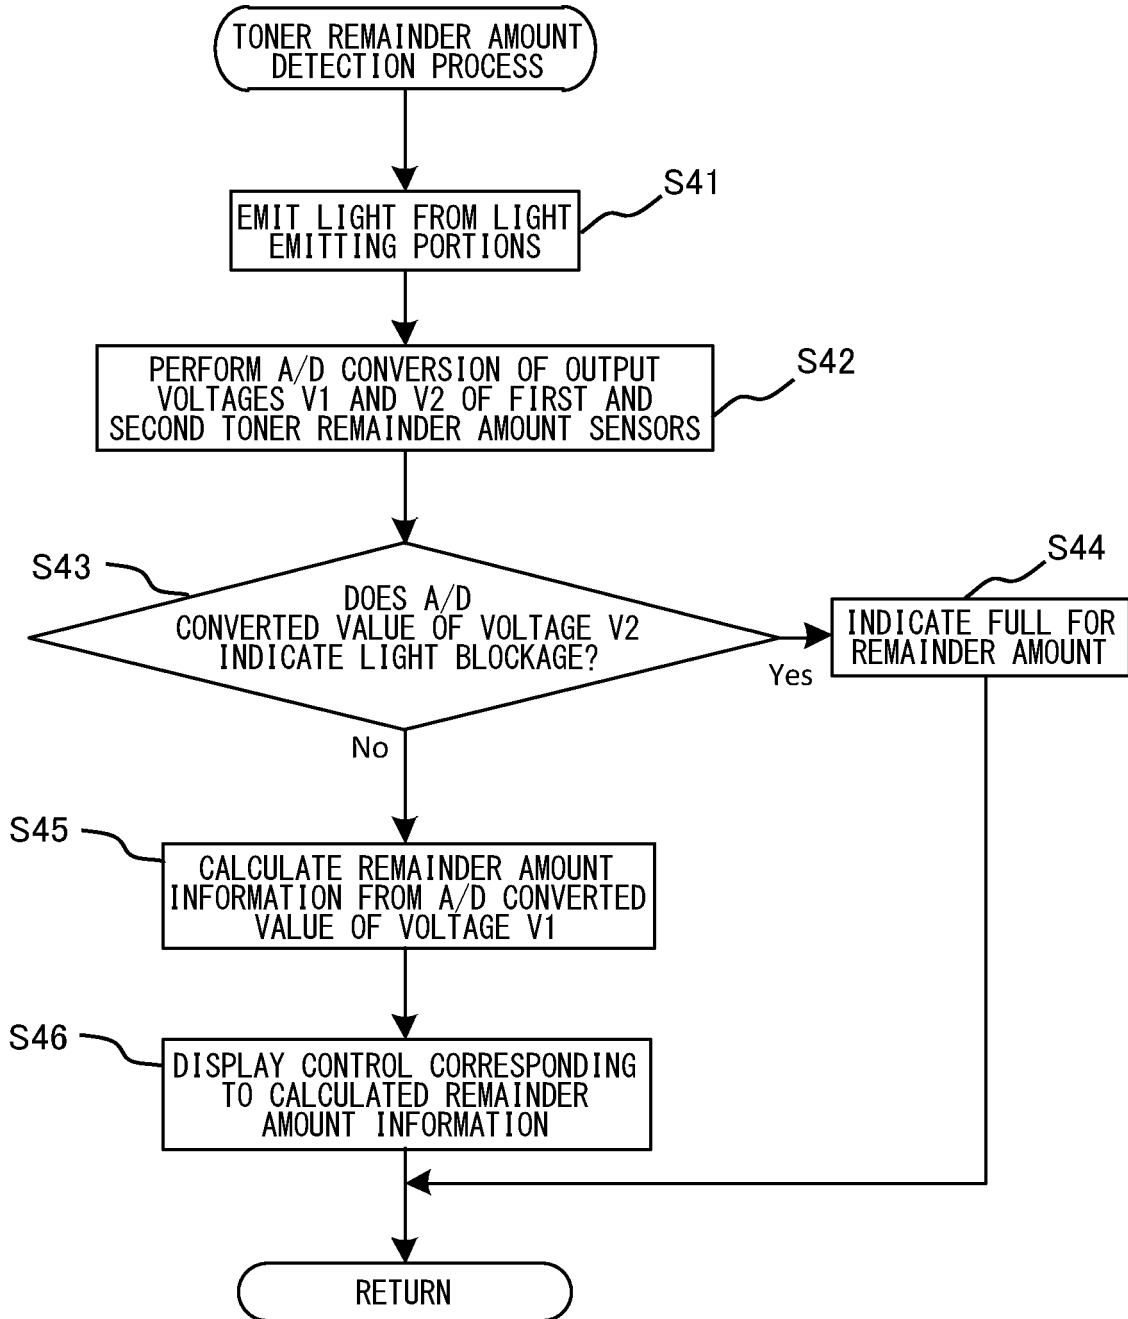 TONER REMAINDER AMOUNT
DETECTION PROCESS
S41
EMIT LIGHT FROM LIGHT
EMITTING PORTIONS
S42
PERFORM A/D CONVERSION OF OUTPUT
VOLTAGES V1 AND V2 OF FIRST AND
SECOND TONER REMAINDER AMOUNT SENSORS
S43
DOES A/D
CONVERTED VALUE OF VOLTAGE V2
INDICATE LIGHT BLOCKAGE?
Yes
S44
INDICATE FULL FOR
REMAINDER AMOUNT
No
S45
CALCULATE REMAINDER AMOUNT
INFORMATION FROM A/D CONVERTED
VALUE OF VOLTAGE V1
S46
DISPLAY CONTROL CORRESPONDING
TO CALCULATED REMAINDER
AMOUNT INFORMATION
RETURN